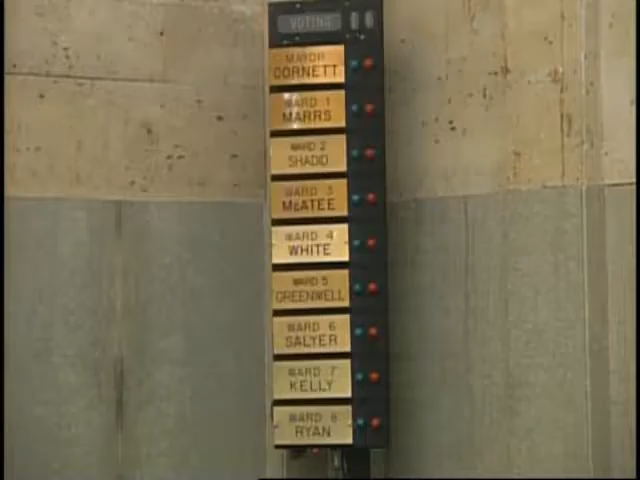 VOTING
MAYOR
CORNETT
WARD 1
MARRS
WARD 2
SHADID
WARD 3
McATEE
WARD 4
WHITE
WARD 5
GREENWELL
WARD 6
SALYER
WARD 7
KELLY
WARD 8
RYAN